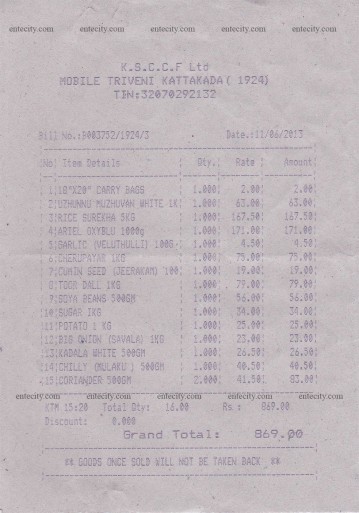 entecity.com entecity.com entecity.com entecity.com
K.S.C.C.F Ltd
MOBILE TRIVENI KATTAKADA( 1924)
TIN:32070292132
Bill No.:B003752/1924/3 Date.:11/06/2013
No Item Details Qty. Rate Amount
1 16"X20" CARRY BAGS 1.000 2.00 2.00
2 UZHUNNU MUZHUVAN WHITE 1K 1.000 63.00 63.00
3 RICE SUREKHA 5KG 1.000 167.50 167.50
4 ARIEL OXYBLU 1000g 1.000 171.00 171.00
5 GARLIC (VELUTHULLI) 100G 1.000 4.50 4.50
6 CHERUPAYAR 1KG 1.000 75.00 75.00
7 CUMIN SEED (JEERAKAM) 100 1.000 19.00 19.00
8 TOOR DALL 1KG 1.000 79.00 79.00
9 SOYA BEANS 500GM 1.000 56.00 56.00
10 SUGAR 1KG 1.000 34.00 34.00
11 POTATO 1 KG 1.000 25.00 25.00
12 BIG ONION (SAVALA) 1KG 1.000 23.00 23.00
13 KADALA WHITE 500GM 1.000 26.50 26.50
14 CHILLY (MULAKU ) 500GM 1.000 40.50 40.50
15 CORIANDER 500GM 2.000 41.50 83.00
entecity.com entecity.com entecity.com entecity.com
KTM 15:20 Total Qty: 16.00 Rs : 869.00
Discount: 0.000
Grand Total: 869.00
** GOODS ONCE SOLD WILL NOT BE TAKEN BACK **
entecity.com entecity.com entecity.com entecity.com